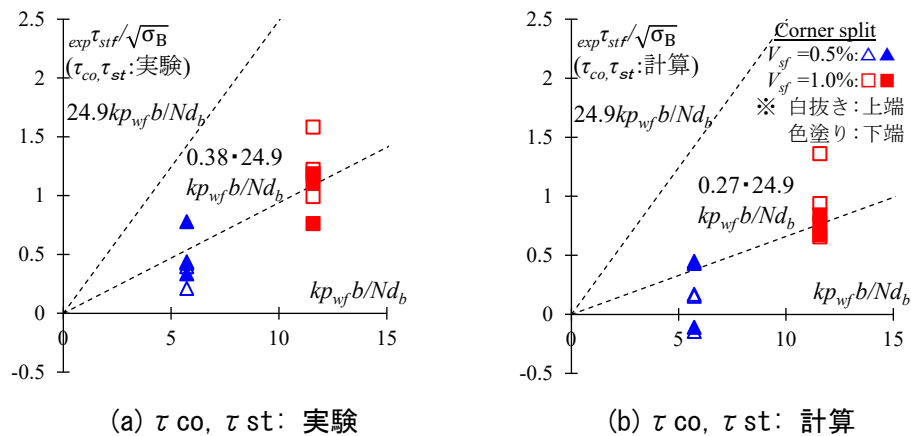 2.5
2
1.5
1
0.5
0
-0.5
0
5
10
15
expτstf/√σB
(τco,τst:実験)
24.9kpwfb/Ndb
0.38・24.9
kpwfb/Ndb
kpwfb/Ndb
(a) τco, τst: 実験
2.5
2
1.5
1
0.5
0
-0.5
0
5
10
15
expτstf/√σB
(τco,τst:計算)
24.9kpwfb/Ndb
0.27・24.9
kpwfb/Ndb
kpwfb/Ndb
Corner split
Vsf =0.5%:△▲
Vsf =1.0%:□■
※ 白抜き:上端
色塗り:下端
(b) τco, τst: 計算